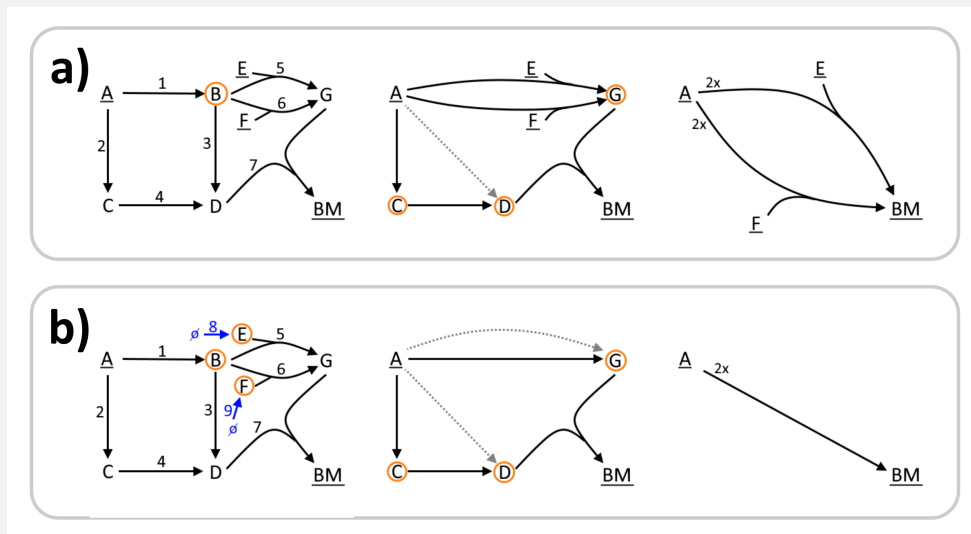 a)
A 1 B E 5 G
F 6
2 3
C 4 D 7 BM
A E G
F
C D BM
A 2x E
2x
F BM
b)
ø 8 E 5
A 1 B G
F 6
2 3 9
ø 7
C 4 D BM
A G
C D BM
A 2x
BM